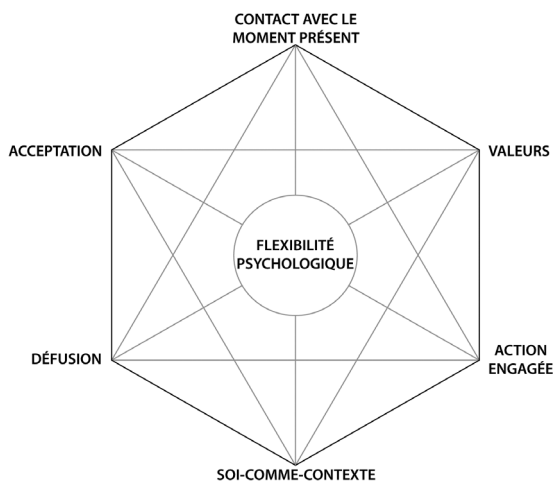 CONTACT AVEC LE
MOMENT PRÉSENT
ACCEPTATION
VALEURS
FLEXIBILITÉ
PSYCHOLOGIQUE
DÉFUSION
ACTION
ENGAGÉE
SOI-COMME-CONTEXTE